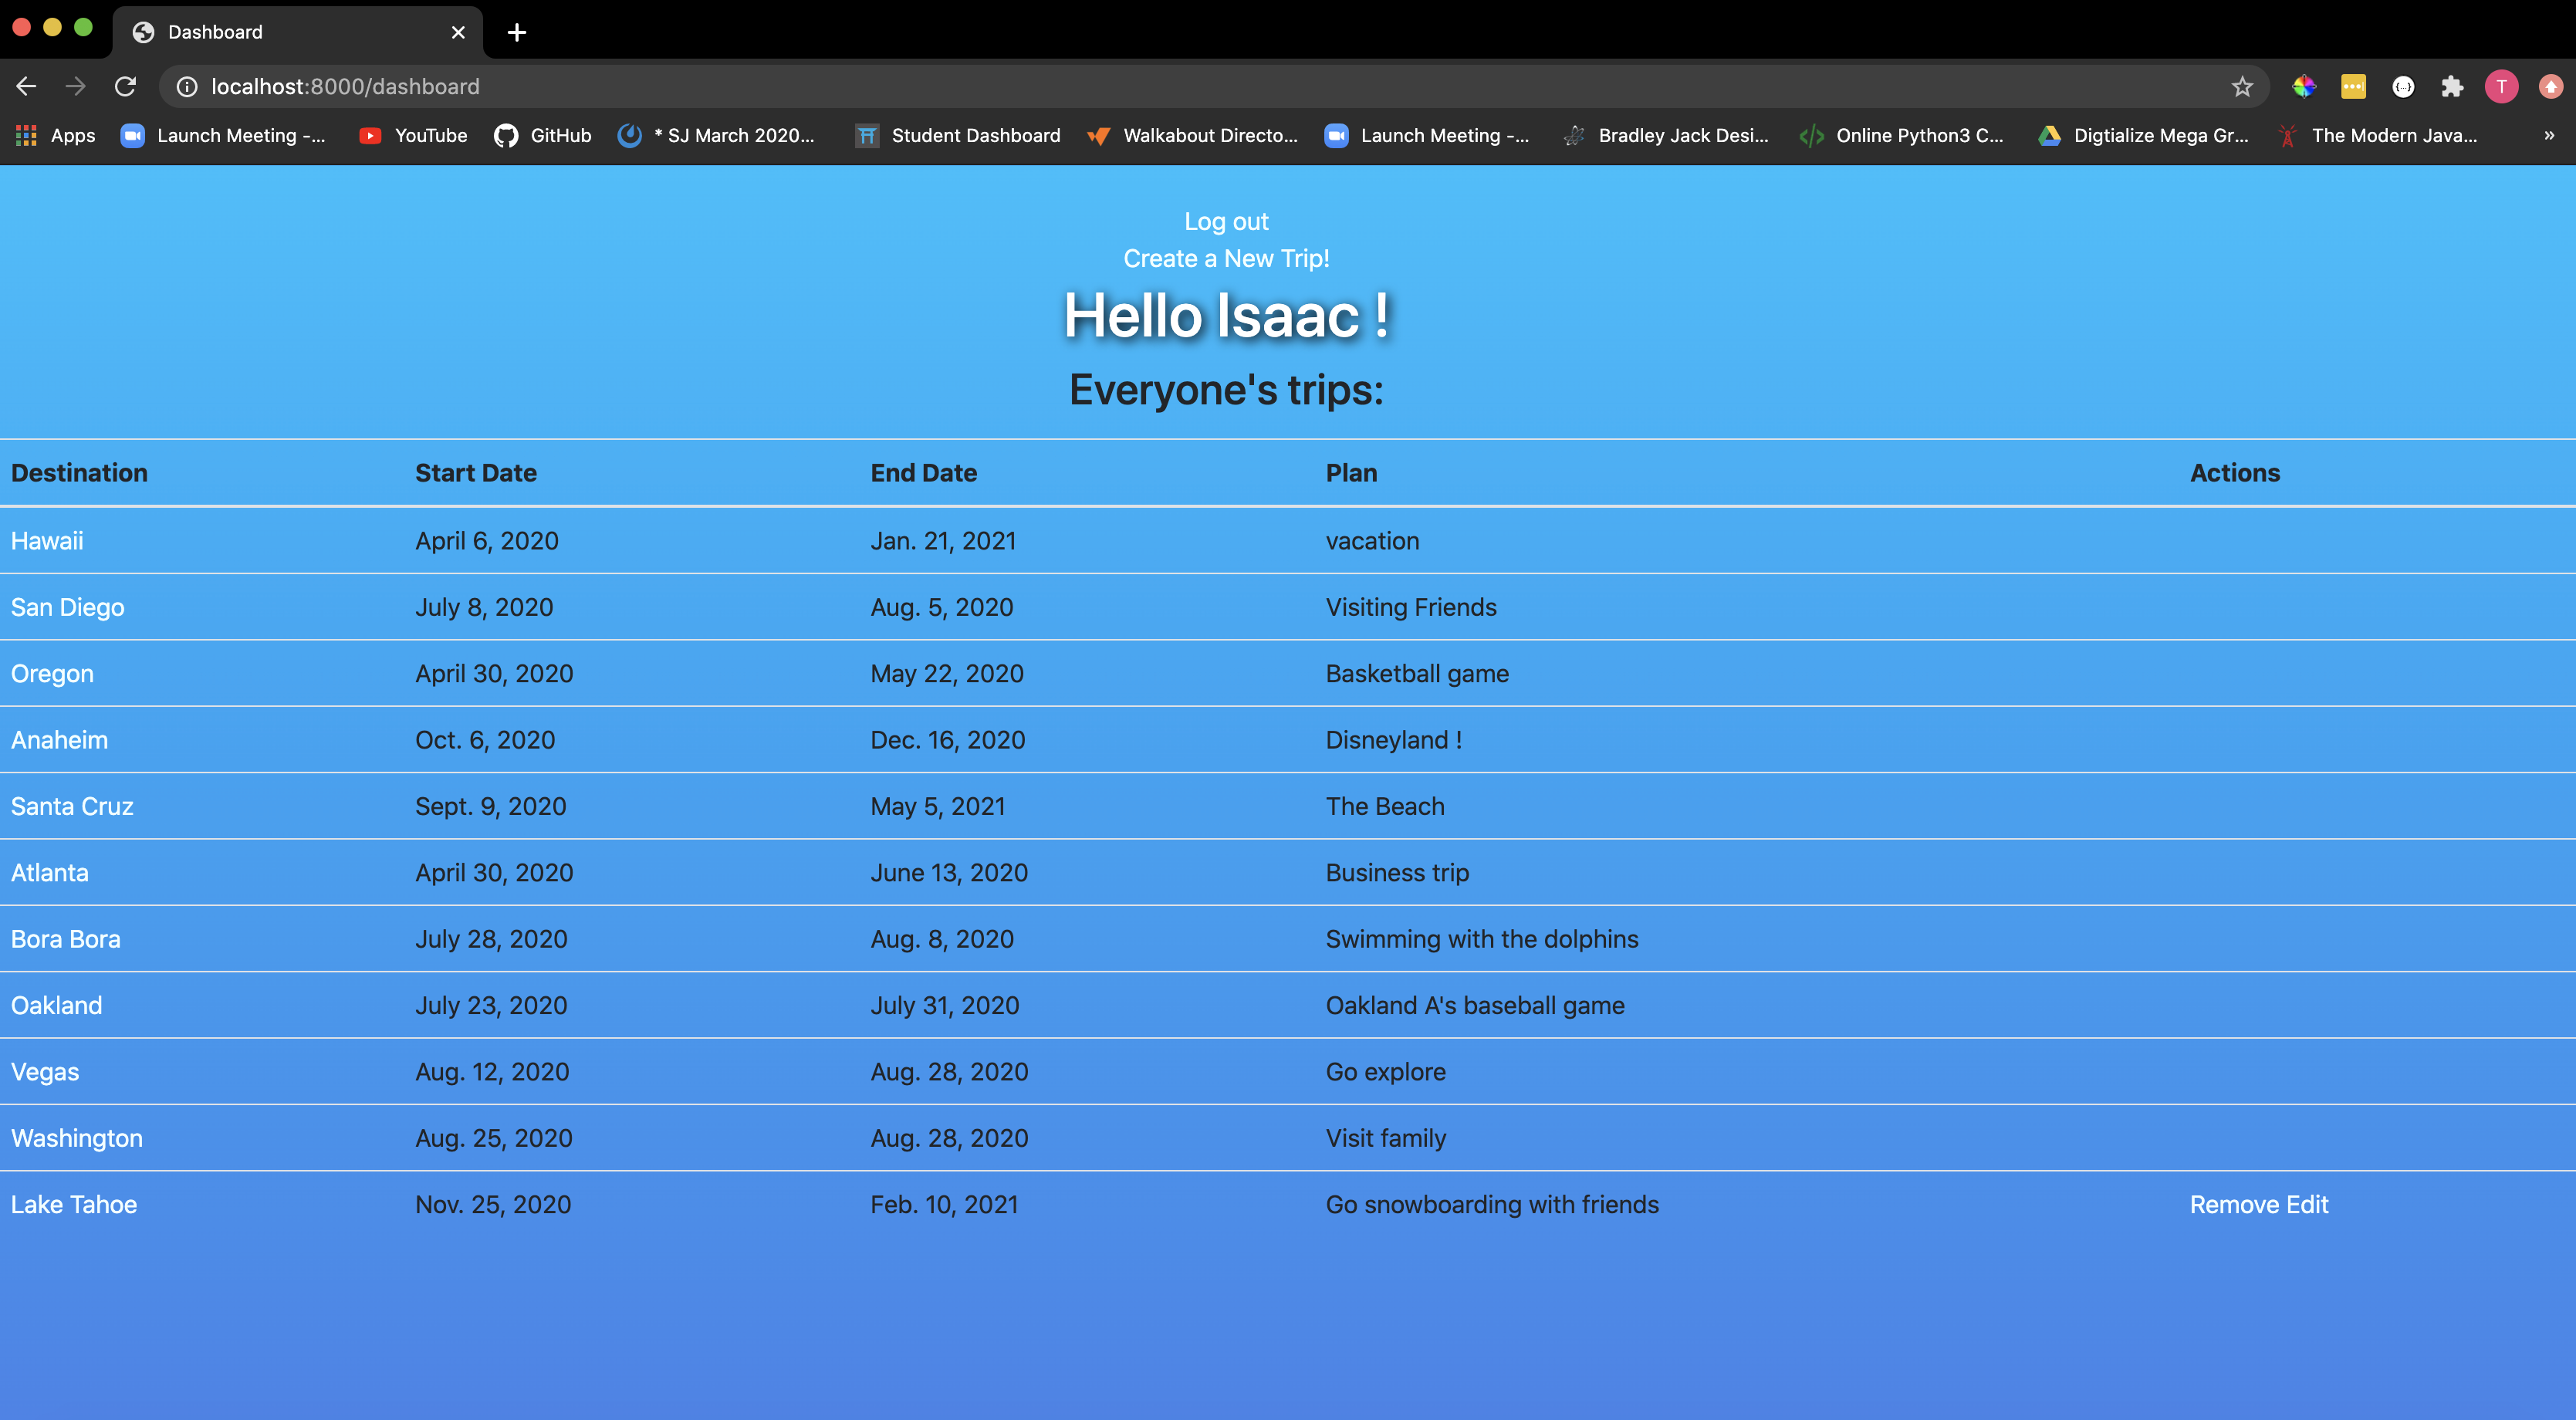 Dashboard
localhost:8000/dashboard
T
Apps Launch Meeting -... YouTube GitHub * SJ March 2020... Student Dashboard Walkabout Directo... Launch Meeting -... Bradley Jack Desi... Online Python3 C... Digtialize Mega Gr... The Modern Java... »
Log out
Create a New Trip!
Hello Isaac !
Everyone's trips:
Destination Start Date End Date Plan Actions
Hawaii April 6, 2020 Jan. 21, 2021 vacation
San Diego July 8, 2020 Aug. 5, 2020 Visiting Friends
Oregon April 30, 2020 May 22, 2020 Basketball game
Anaheim Oct. 6, 2020 Dec. 16, 2020 Disneyland !
Santa Cruz Sept. 9, 2020 May 5, 2021 The Beach
Atlanta April 30, 2020 June 13, 2020 Business trip
Bora Bora July 28, 2020 Aug. 8, 2020 Swimming with the dolphins
Oakland July 23, 2020 July 31, 2020 Oakland A's baseball game
Vegas Aug. 12, 2020 Aug. 28, 2020 Go explore
Washington Aug. 25, 2020 Aug. 28, 2020 Visit family
Lake Tahoe Nov. 25, 2020 Feb. 10, 2021 Go snowboarding with friends Remove Edit